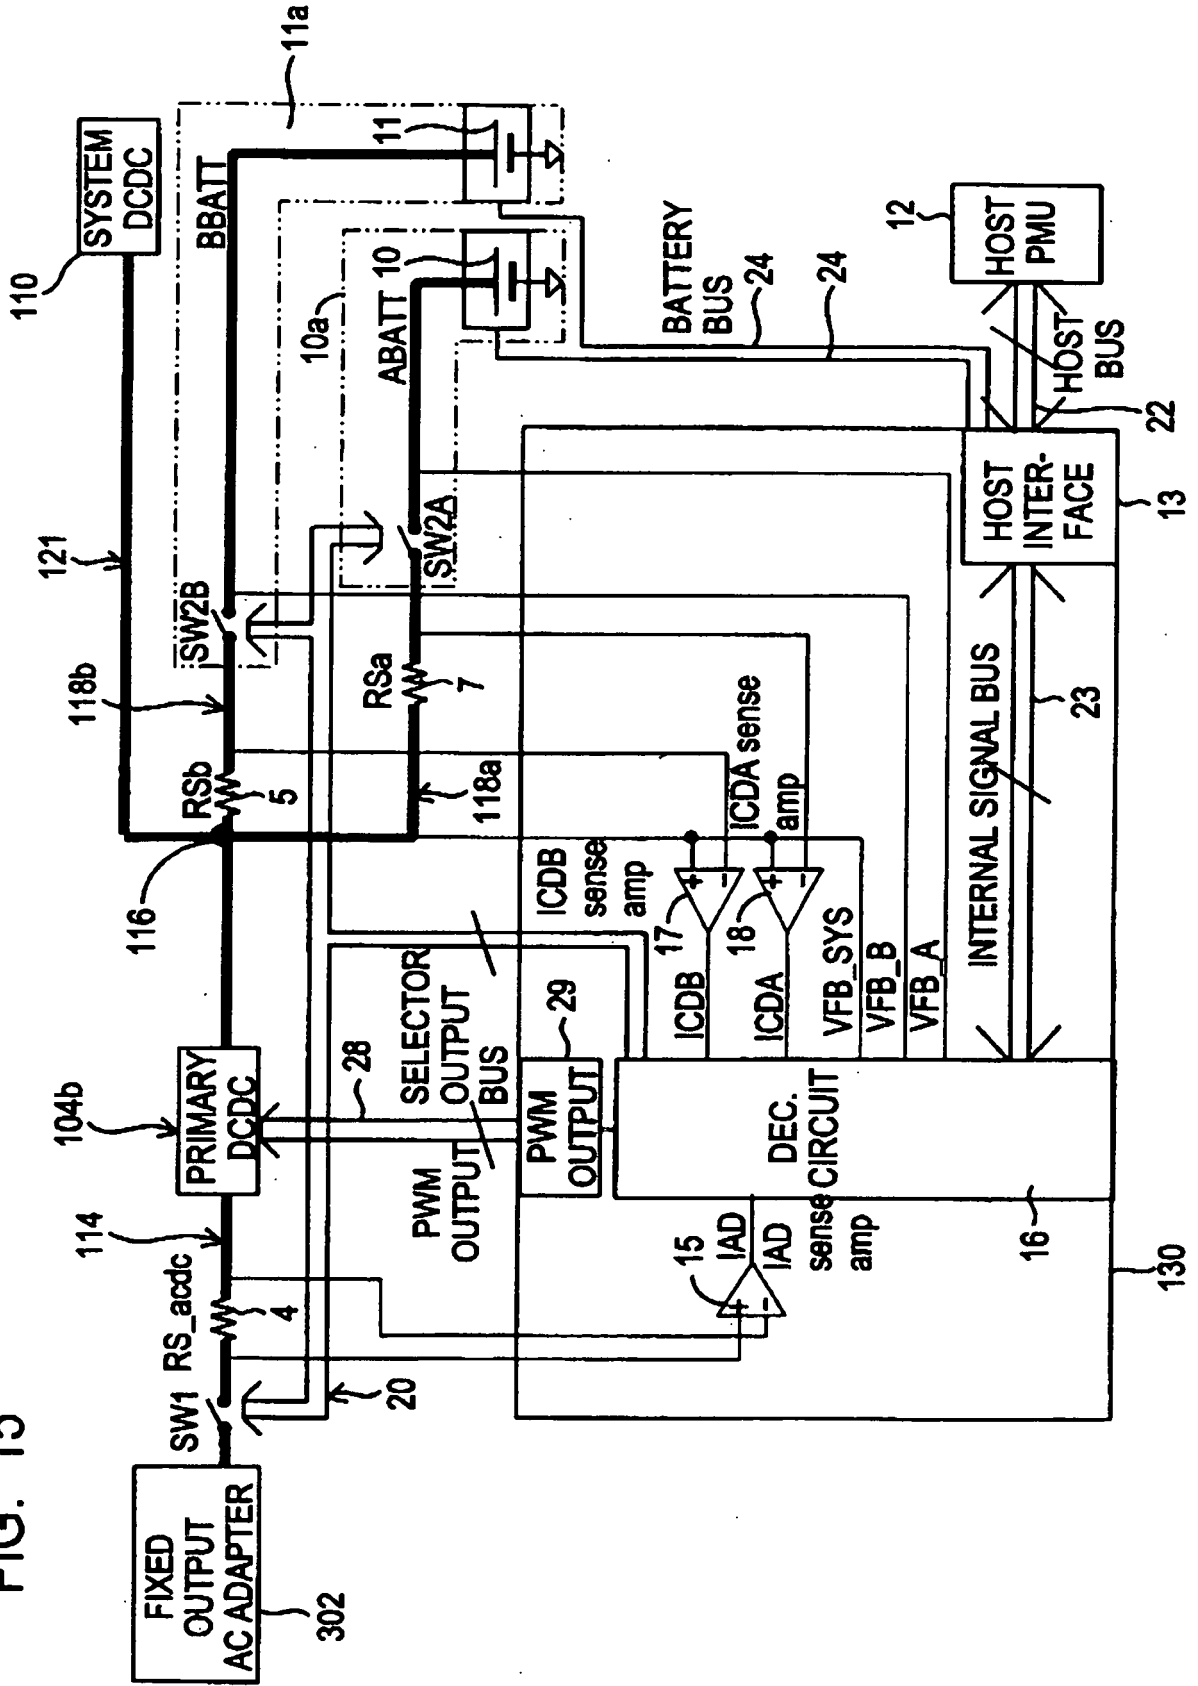 FIG. 15
FIXED
OUTPUT
AC ADAPTER
302
SW1
RS_acdc
4
114
PRIMARY
DCDC
104b
116
RSb
5
118b
SW2B
BBATT
121
SYSTEM
DCDC
110
11a
11
RSa
7
118a
SW2A
ABATT
10a
10
20
28
PWM
OUTPUT
SELECTOR
OUTPUT
BUS
BATTERY
BUS
24
24
PWM
OUTPUT
29
ICDB
sense
amp
ICDA sense
amp
+
-
17
+
-
18
ICDB
ICDA
VFB_SYS
VFB_B
VFB_A
15
+
-
IAD
IAD
sense
amp
DEC.
CIRCUIT
16
INTERNAL SIGNAL BUS
23
HOST
INTER-
FACE
13
HOST
BUS
22
HOST
PMU
12
130